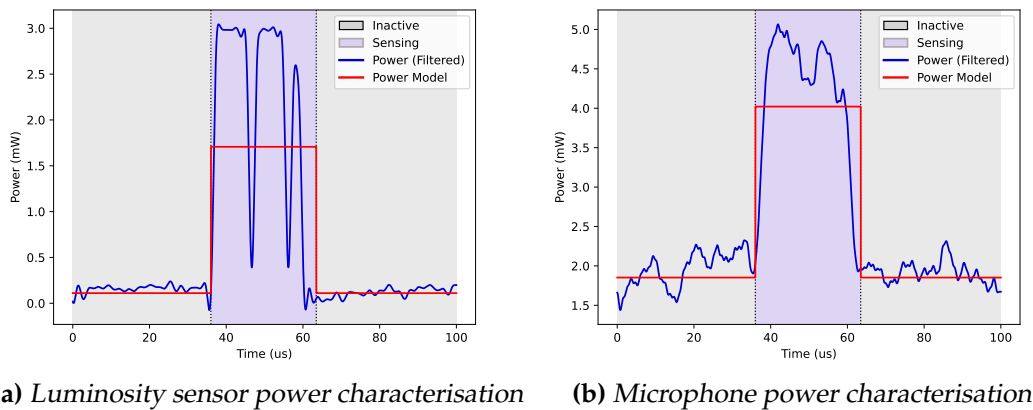 Inactive
Sensing
Power (Filtered)
Power Model
3.0
2.5
2.0
1.5
1.0
0.5
0.0
Power (mW)
0 20 40 60 80 100
Time (us)
a) Luminosity sensor power characterisation
Inactive
Sensing
Power (Filtered)
Power Model
5.0
4.5
4.0
3.5
3.0
2.5
2.0
1.5
Power (mW)
0 20 40 60 80 100
Time (us)
(b) Microphone power characterisation